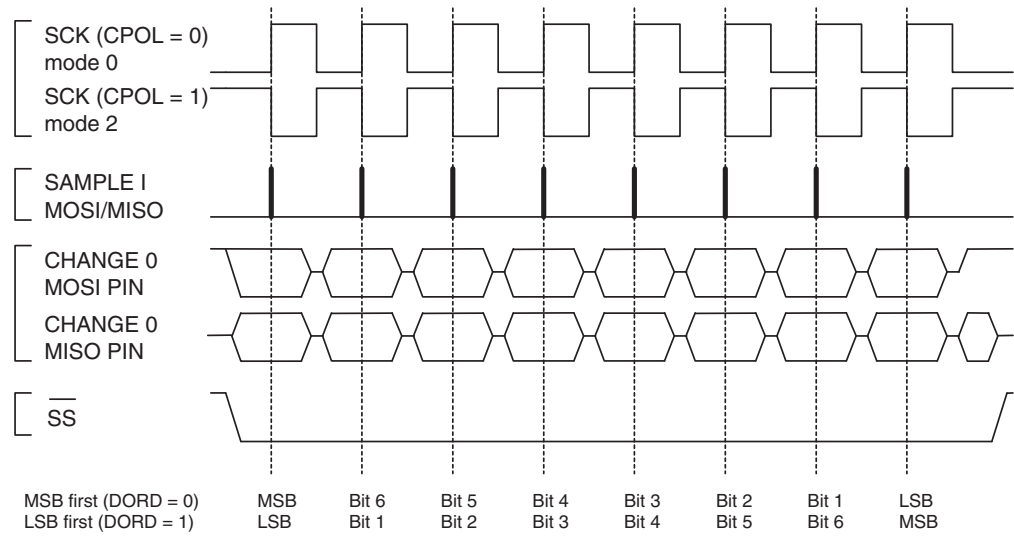 SCK (CPOL = 0)
mode 0
SCK (CPOL = 1)
mode 2
SAMPLE I
MOSI/MISO
CHANGE 0
MOSI PIN
CHANGE 0
MISO PIN
SS
MSB first (DORD = 0) MSB Bit 6 Bit 5 Bit 4 Bit 3 Bit 2 Bit 1 LSB
LSB first (DORD = 1) LSB Bit 1 Bit 2 Bit 3 Bit 4 Bit 5 Bit 6 MSB